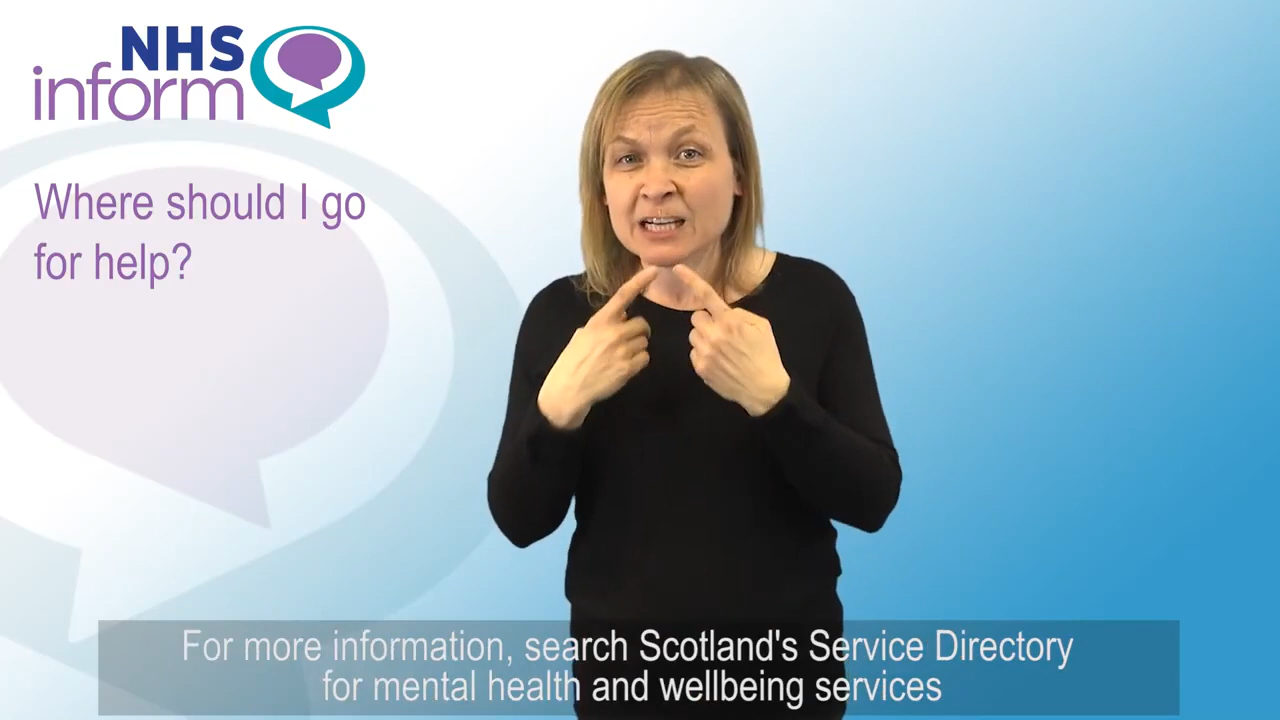 NHS
inform
Where should I go
for help?
For more information, search Scotland's Service Directory
for mental health and wellbeing services